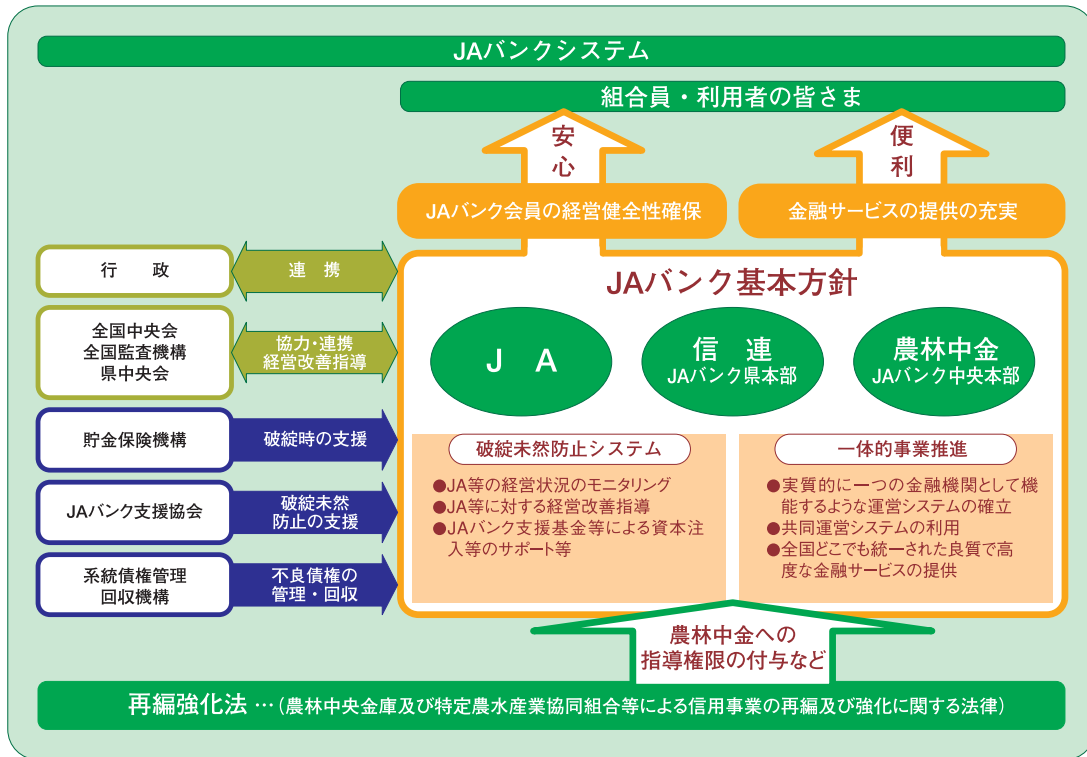 JAバンクシステム
組合員・利用者の皆さま
安
心
便
利
JAバンク会員の経営健全性確保
金融サービスの提供の充実
行　政
連　携
全国中央会
全国監査機構
県中央会
協力・連携
経営改善指導
貯金保険機構
破綻時の支援
JAバンク支援協会
破綻未然
防止の支援
系統債権管理
回収機構
不良債権の
管理・回収
JAバンク基本方針
J　A
信　連
JAバンク県本部
農林中金
JAバンク中央本部
破綻未然防止システム
●JA等の経営状況のモニタリング
●JA等に対する経営改善指導
●JAバンク支援基金等による資本注
入等のサポート等
一体的事業推進
●実質的に一つの金融機関として機
能するような運営システムの確立
●共同運営システムの利用
●全国どこでも統一された良質で高
度な金融サービスの提供
農林中金への
指導権限の付与など
再編強化法 …（農林中央金庫及び特定農水産業協同組合等による信用事業の再編及び強化に関する法律）